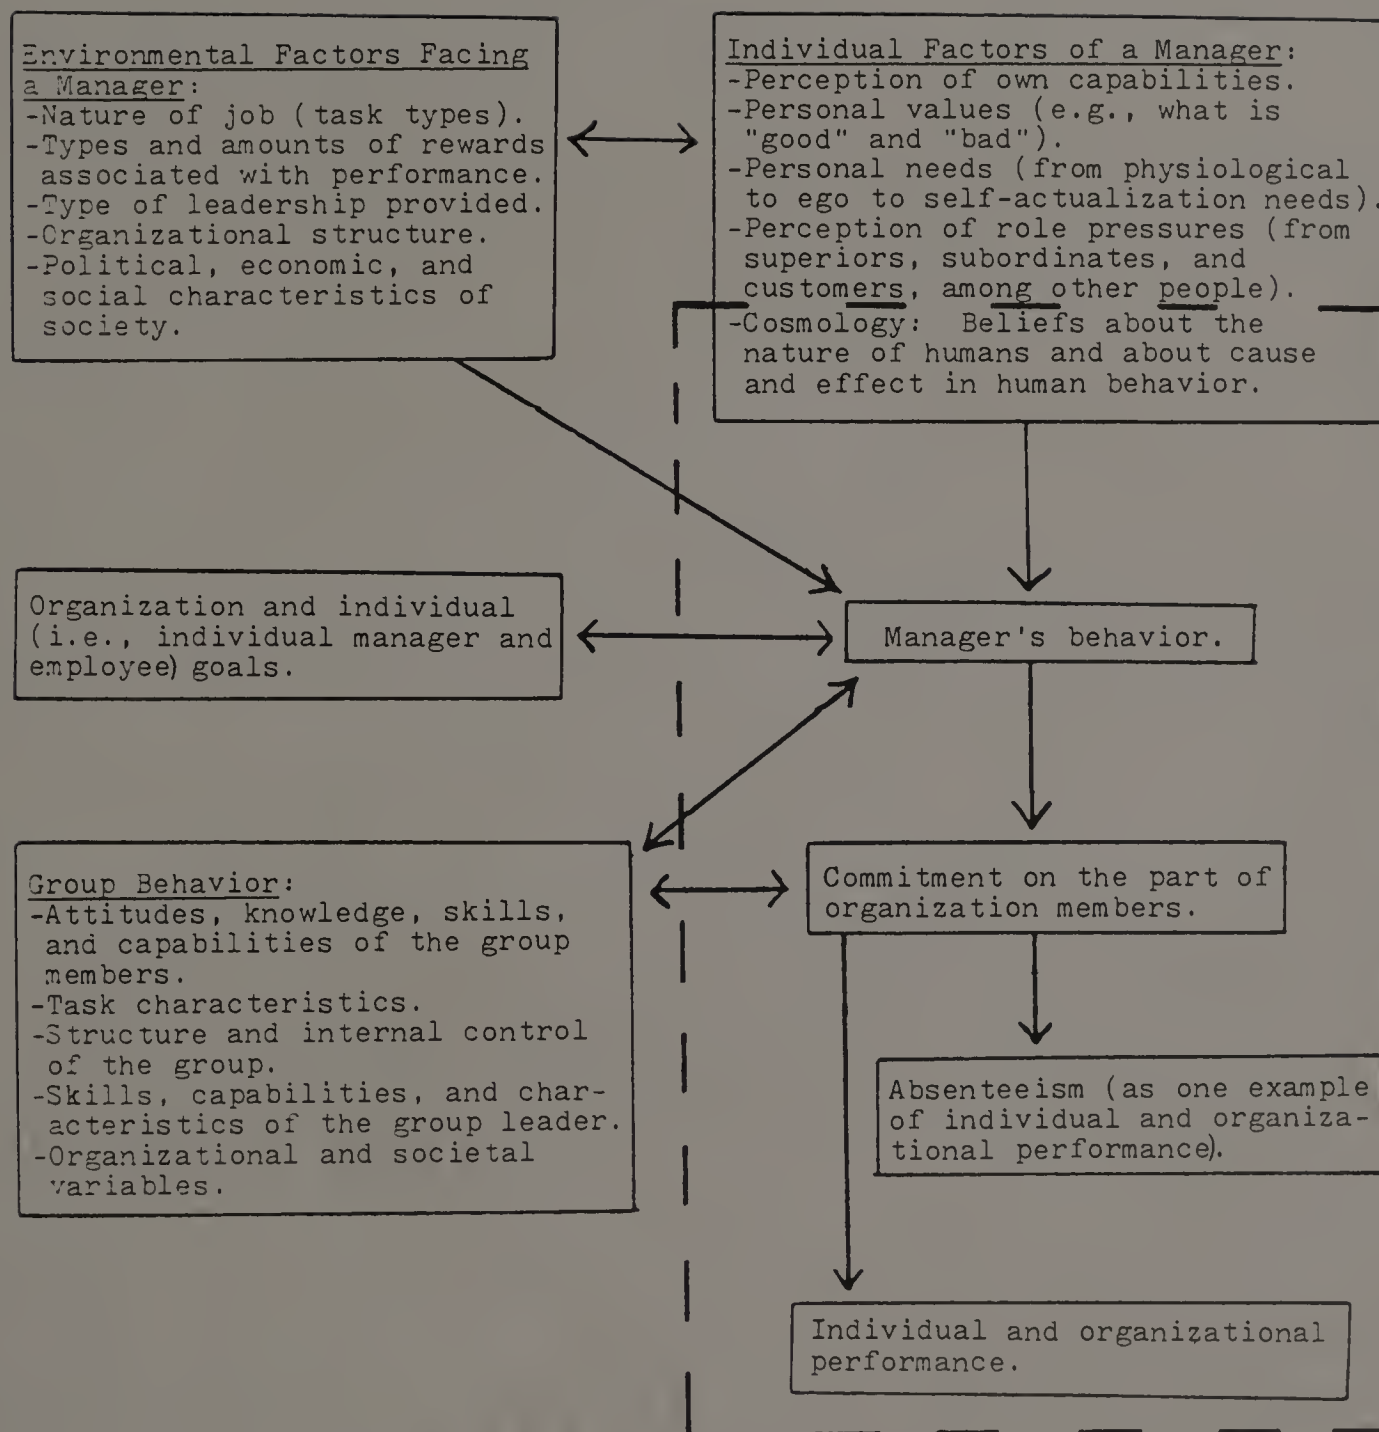 Environmental Factors Facing
a Manager:
-Nature of job (task types).
-Types and amounts of rewards
associated with performance.
-Type of leadership provided.
-Organizational structure.
-Political, economic, and
social characteristics of
society.
Individual Factors of a Manager:
-Perception of own capabilities.
-Personal values (e.g., what is
"good" and "bad").
-Personal needs (from physiological
to ego to self-actualization needs).
-Perception of role pressures (from
superiors, subordinates, and
customers, among other people).
-Cosmology: Beliefs about the
nature of humans and about cause
and effect in human behavior.
Organization and individual
(i.e., individual manager and
employee) goals.
Manager's behavior.
Group Behavior:
-Attitudes, knowledge, skills,
and capabilities of the group
members.
-Task characteristics.
-Structure and internal control
of the group.
-Skills, capabilities, and char-
acteristics of the group leader.
-Organizational and societal
variables.
Commitment on the part of
organization members.
Absenteeism (as one example
of individual and organiza-
tional performance).
Individual and organizational
performance.